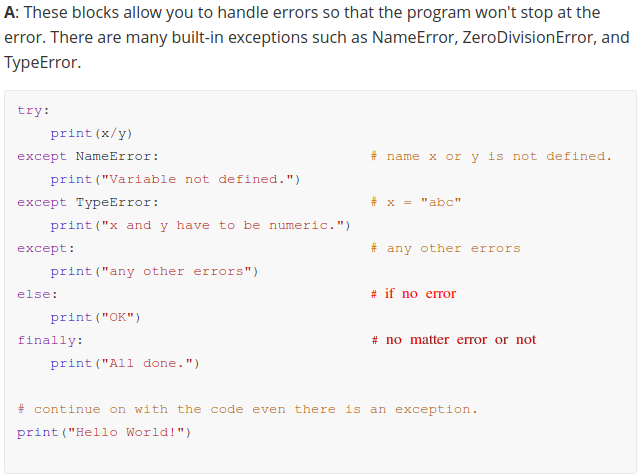 A: These blocks allow you to handle errors so that the program won't stop at the
error. There are many built-in exceptions such as NameError, ZeroDivisionError, and
TypeError.
try:
    print(x/y)
except NameError:                         # name x or y is not defined.
    print("Variable not defined.")
except TypeError:                         # x = "abc"
    print("x and y have to be numeric.")
except:                                   # any other errors
    print("any other errors")
else:                                     # if no error
    print("OK")
finally:                                  # no matter error or not
    print("All done.")
# continue on with the code even there is an exception.
print("Hello World!")